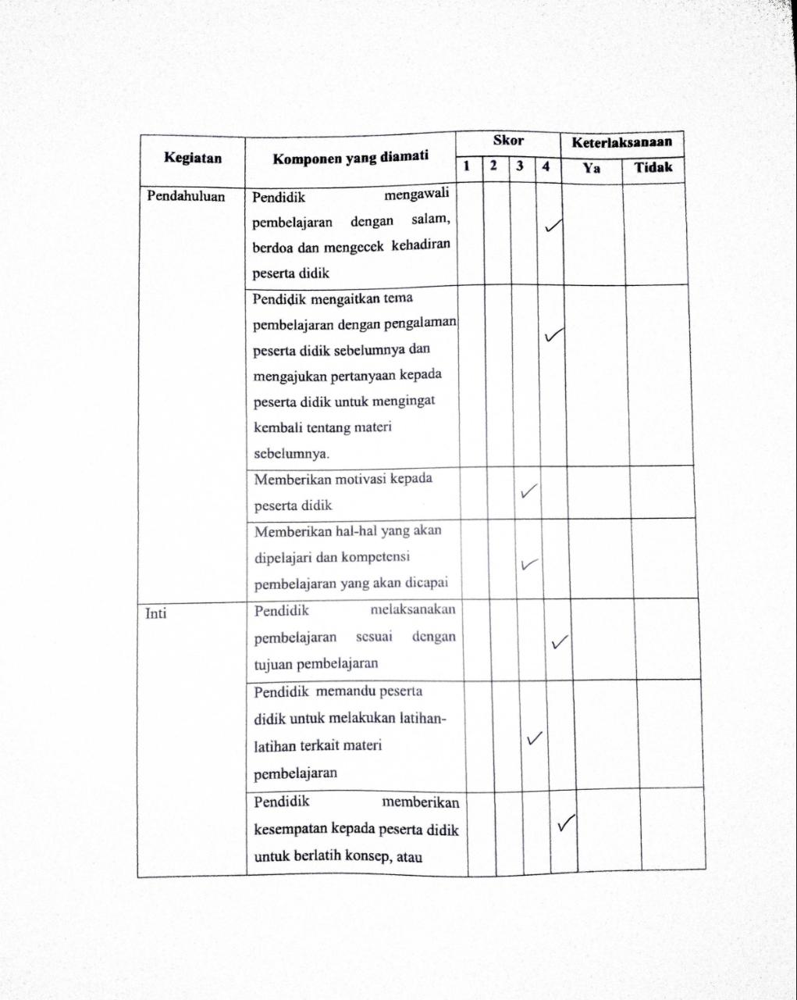 Kegiatan
Komponen yang diamati
Skor
Keterlaksanaan
1 2 3 4
Ya
Tidak
Pendahuluan
Pendidik mengawali
pembelajaran dengan salam,
berdoa dan mengecek kehadiran
peserta didik
✓
Pendidik mengaitkan tema
pembelajaran dengan pengalaman
peserta didik sebelumnya dan
mengajukan pertanyaan kepada
peserta didik untuk mengingat
kembali tentang materi
sebelumnya.
✓
Memberikan motivasi kepada
peserta didik
✓
Memberikan hal-hal yang akan
dipelajari dan kompetensi
pembelajaran yang akan dicapai
✓
Inti
Pendidik melaksanakan
pembelajaran sesuai dengan
tujuan pembelajaran
✓
Pendidik memandu peserta
didik untuk melakukan latihan-
latihan terkait materi
pembelajaran
✓
Pendidik memberikan
kesempatan kepada peserta didik
untuk berlatih konsep, atau
✓